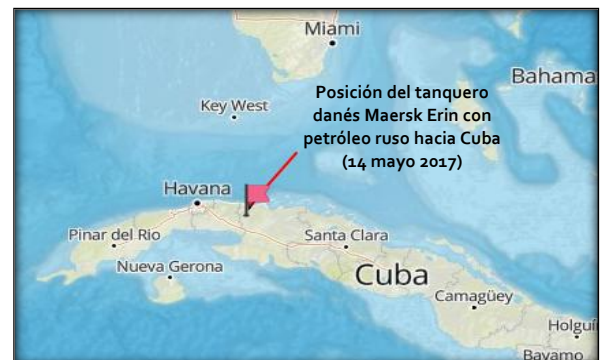 Miami
Bahama
Posición del tanquero
danés Maersk Erin con
petróleo ruso hacia Cuba
(14 mayo 2017)
Key West
Havana
Pinar del Rio
Santa Clara
Nueva Gerona
Cuba
Camagüey
Holguí
Bayamo